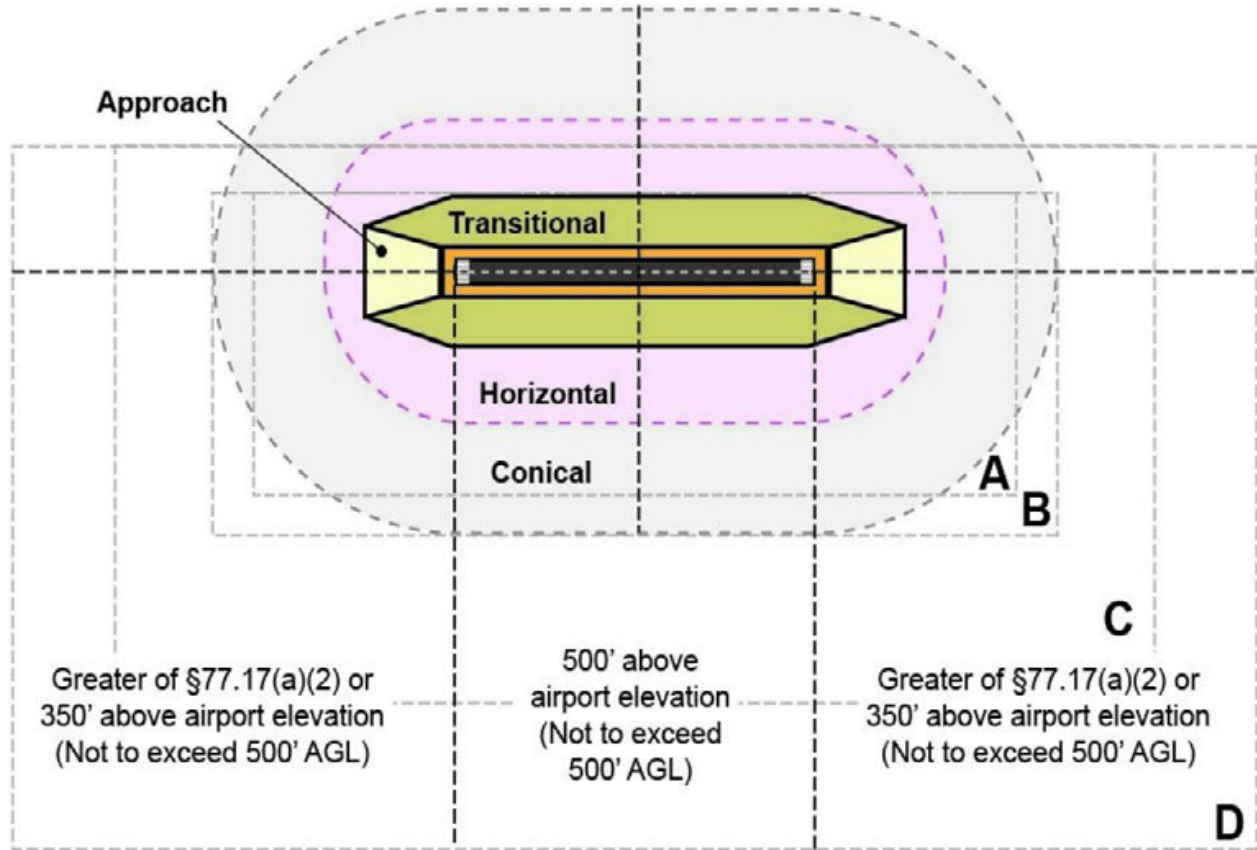 Approach
Transitional
Horizontal
Conical
A
B
C
D
Greater of §77.17(a)(2) or
350’ above airport elevation
(Not to exceed 500’ AGL)
500’ above
airport elevation
(Not to exceed
500’ AGL)
Greater of §77.17(a)(2) or
350’ above airport elevation
(Not to exceed 500’ AGL)